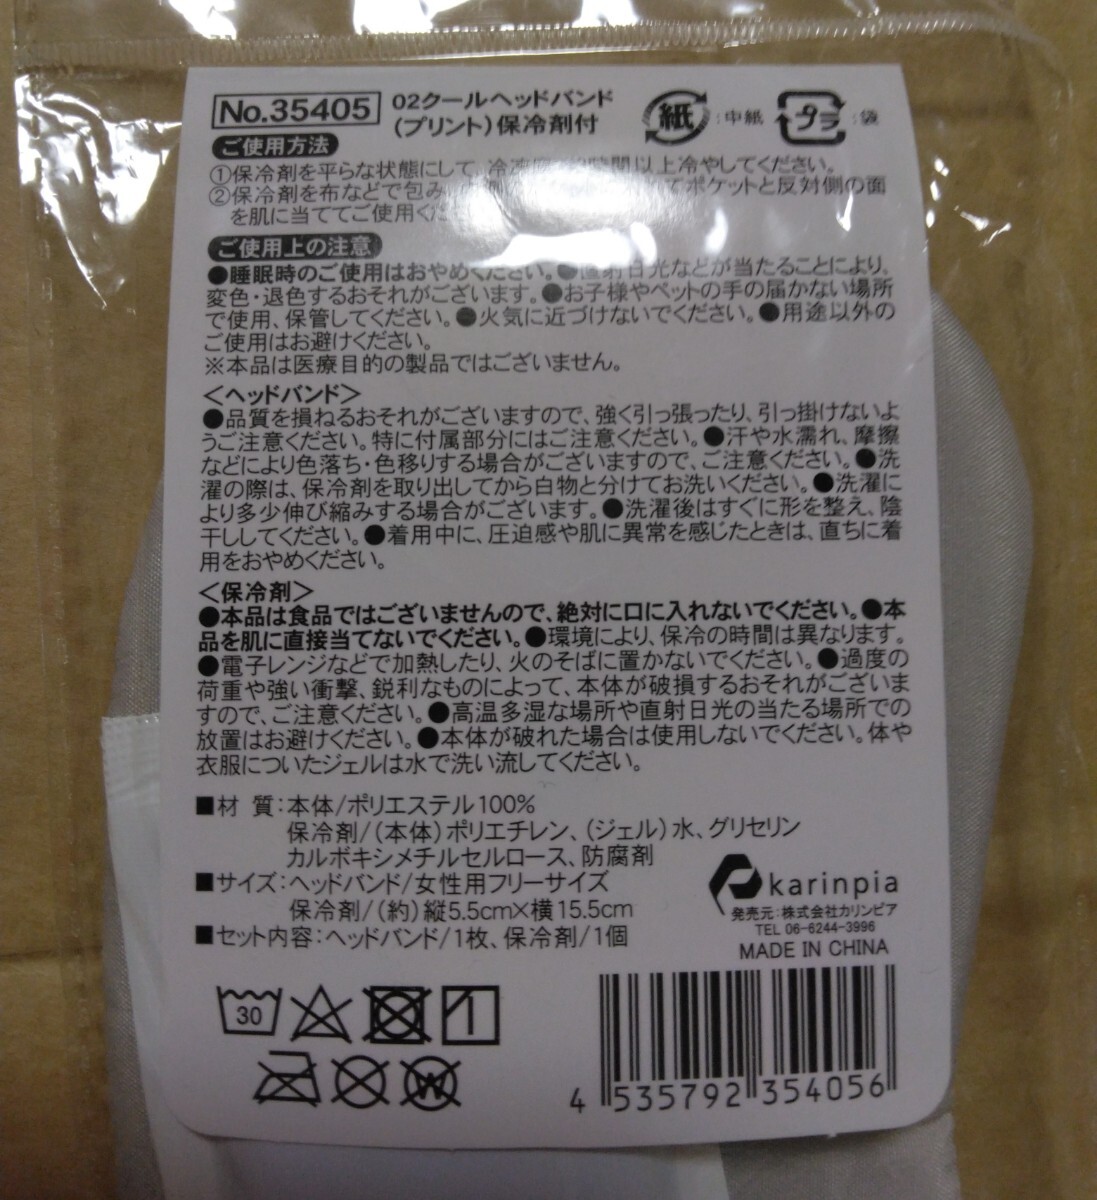 No.35405
02クールヘッドバンド
(プリント)保冷剤付
紙 :中紙
プラ :袋
ご使用方法
①保冷剤を平らな状態にして、冷凍庫で 時間以上冷やしてください。
②保冷剤を布などで包み、 てポケットと反対側の面
を肌に当ててご使用くだ
ご使用上の注意
●睡眠時のご使用はおやめください。●直射日光などが当たることにより、
変色・退色するおそれがございます。●お子様やペットの手の届かない場所
で使用、保管してください。●火気に近づけないでください。●用途以外の
ご使用はお避けください。
※本品は医療目的の製品ではございません。
<ヘッドバンド>
●品質を損ねるおそれがございますので、強く引っ張ったり、引っ掛けないよ
うご注意ください。特に付属部分にはご注意ください。●汗や水濡れ、摩擦
などにより色落ち・色移りする場合がございますので、ご注意ください。●洗
濯の際は、保冷剤を取り出してから白物と分けてお洗いください。●洗濯に
より多少伸び縮みする場合がございます。●洗濯後はすぐに形を整え、陰
干ししてください。●着用中に、圧迫感や肌に異常を感じたときは、直ちに着
用をおやめください。
<保冷剤>
●本品は食品ではございませんので、絶対に口に入れないでください。●本
品を肌に直接当てないでください。●環境により、保冷の時間は異なります。
●電子レンジなどで加熱したり、火のそばに置かないでください。●過度の
荷重や強い衝撃、鋭利なものによって、本体が破損するおそれがございま
すので、ご注意ください。●高温多湿な場所や直射日光の当たる場所での
放置はお避けください。●本体が破れた場合は使用しないでください。体や
衣服についたジェルは水で洗い流してください。
■材 質:本体/ポリエステル100%
保冷剤/(本体)ポリエチレン、(ジェル)水、グリセリン
カルボキシメチルセルロース、防腐剤
■サイズ:ヘッドバンド/女性用フリーサイズ
保冷剤/(約)縦5.5cm×横15.5cm
■セット内容:ヘッドバンド/1枚、保冷剤/1個
karinpia
発売元:株式会社カリンピア
TEL 06-6244-3996
MADE IN CHINA
30
W
4 535792 354056